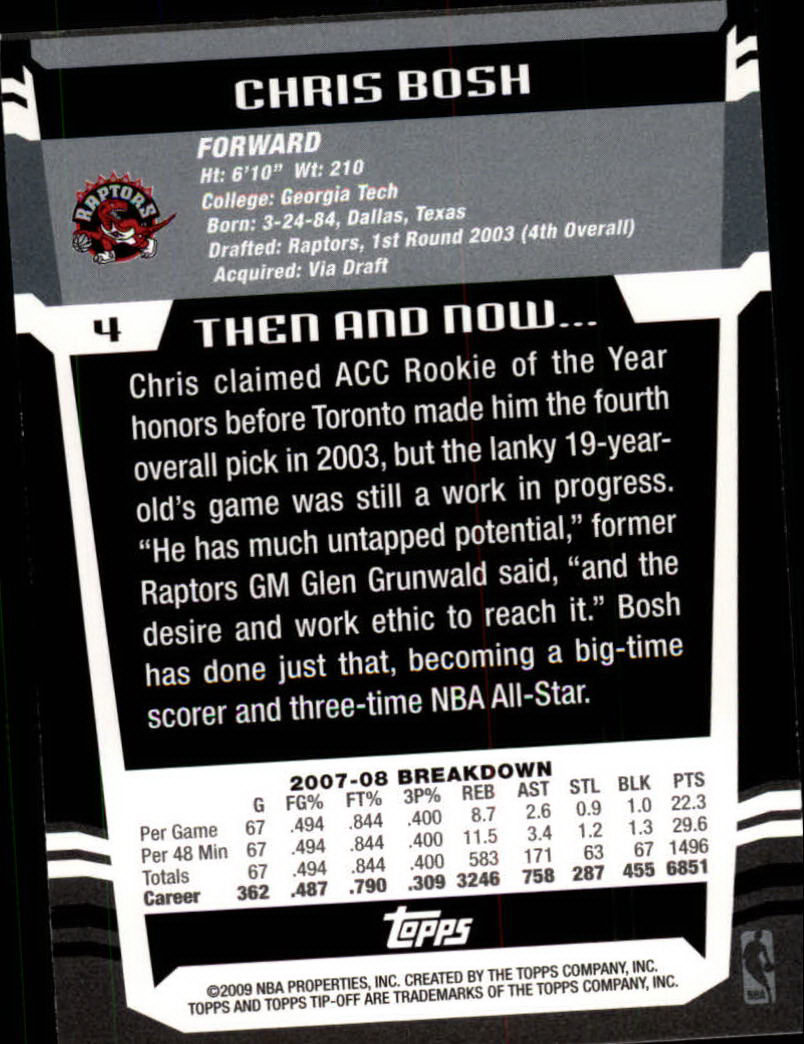 CHRIS BOSH
FORWARD
Ht: 6'10" Wt: 210
College: Georgia Tech
Born: 3-24-84, Dallas, Texas
Drafted: Raptors, 1st Round 2003 (4th Overall)
Acquired: Via Draft
RAPTORS
4
THEN AND NOW...
Chris claimed ACC Rookie of the Year
honors before Toronto made him the fourth
overall pick in 2003, but the lanky 19-year-
old's game was still a work in progress.
“He has much untapped potential,” former
Raptors GM Glen Grunwald said, “and the
desire and work ethic to reach it.” Bosh
has done just that, becoming a big-time
scorer and three-time NBA All-Star.
2007-08 BREAKDOWN
G FG% FT% 3P% REB AST STL BLK PTS
Per Game 67 .494 .844 .400 8.7 2.6 0.9 1.0 22.3
Per 48 Min 67 .494 .844 .400 11.5 3.4 1.2 1.3 29.6
Totals 67 .494 .844 .400 583 171 63 67 1496
Career 362 .487 .790 .309 3246 758 287 455 6851
topps
©2009 NBA PROPERTIES, INC. CREATED BY THE TOPPS COMPANY, INC.
TOPPS AND TOPPS TIP-OFF ARE TRADEMARKS OF THE TOPPS COMPANY, INC.
NBA